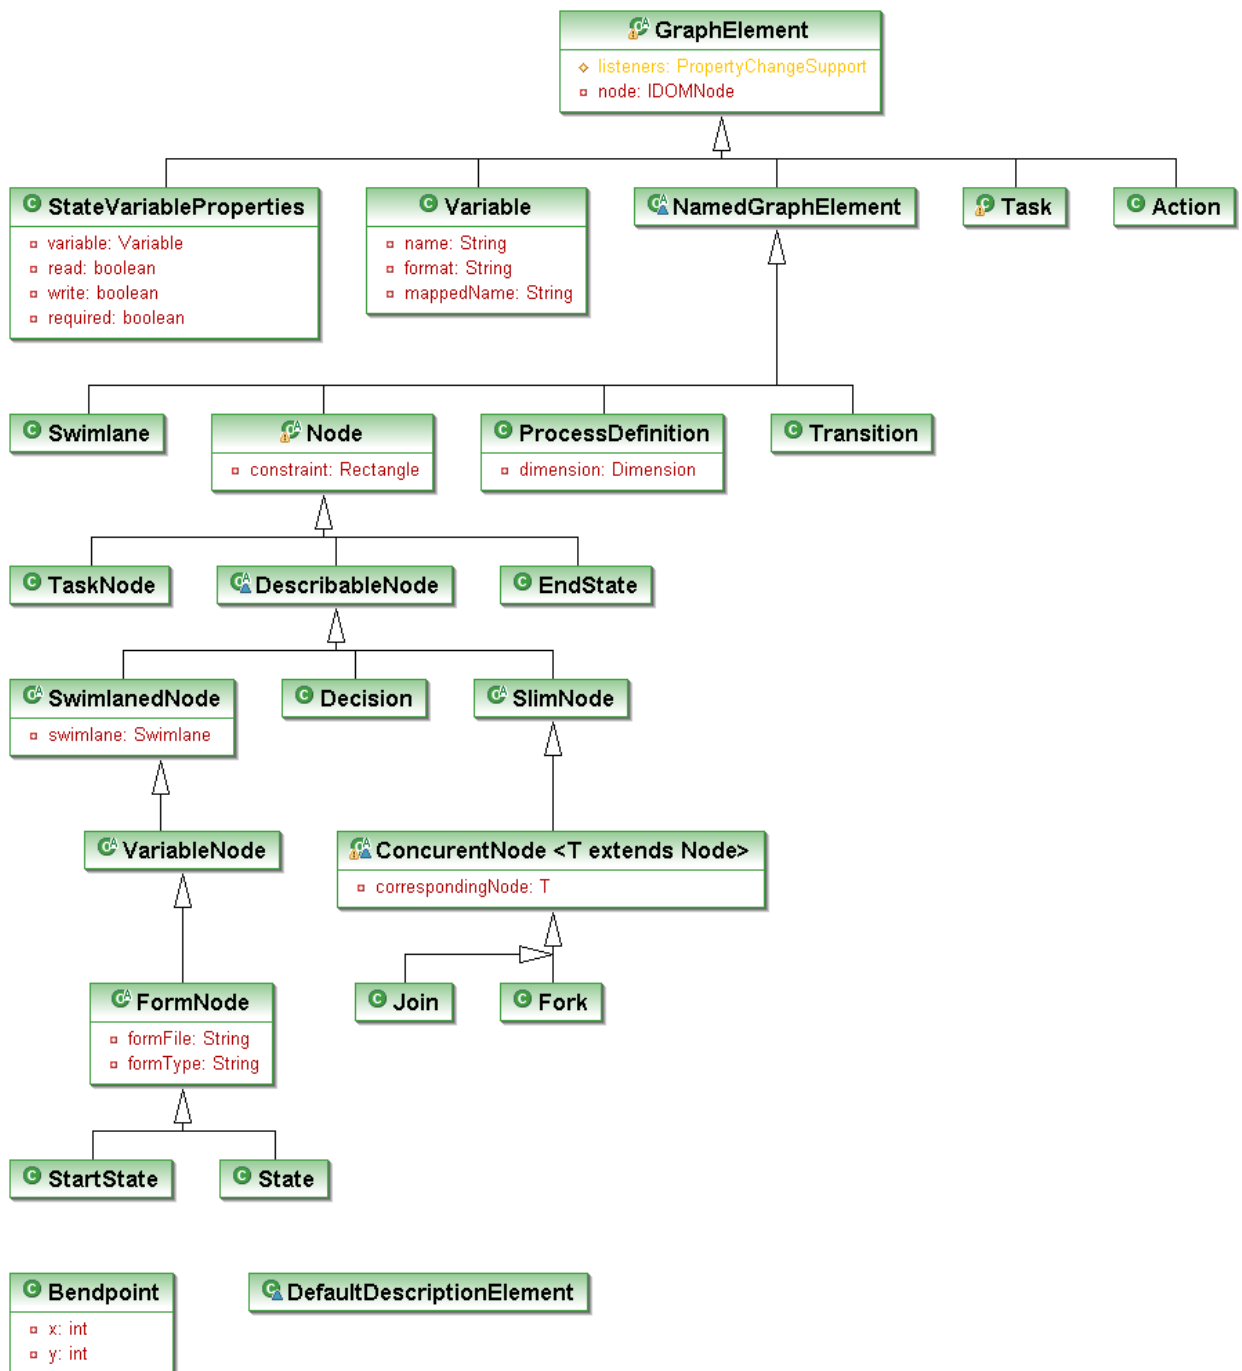 GraphElement
listeners: PropertyChangeSupport
node: IDOMNode
StateVariableProperties
variable: Variable
read: boolean
write: boolean
required: boolean
Variable
name: String
format: String
mappedName: String
NamedGraphElement
Task
Action
Swimlane
Node
constraint: Rectangle
ProcessDefinition
dimension: Dimension
Transition
TaskNode
DescribableNode
EndState
SwimlanedNode
swimlane: Swimlane
Decision
SlimNode
VariableNode
ConcurentNode <T extends Node>
correspondingNode: T
FormNode
formFile: String
formType: String
Join
Fork
StartState
State
Bendpoint
x: int
y: int
DefaultDescriptionElement